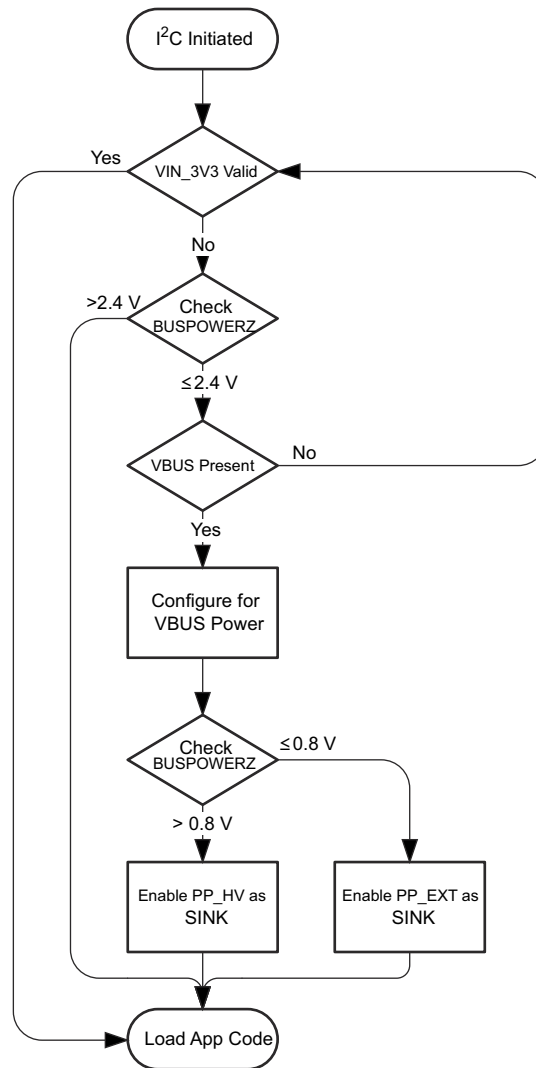 I²C Initiated
Yes
VIN_3V3 Valid
No
>2.4 V
Check
BUSPOWERZ
≤2.4 V
VBUS Present
No
Yes
Configure for
VBUS Power
Check
BUSPOWERZ
≤0.8 V
> 0.8 V
Enable PP_HV as
SINK
Enable PP_EXT as
SINK
Load App Code